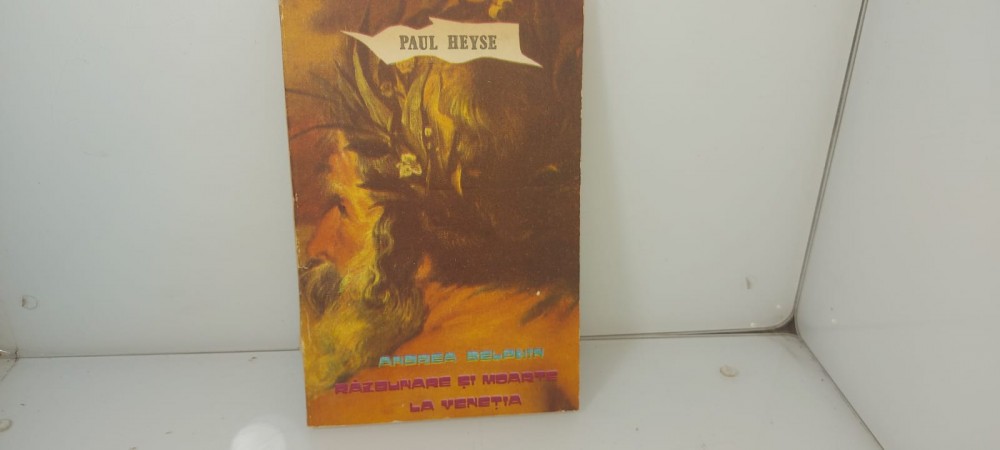 PAUL HEYSE
ANDREA DELFIN
RĂZBUNARE ȘI MOARTE
LA VENEȚIA